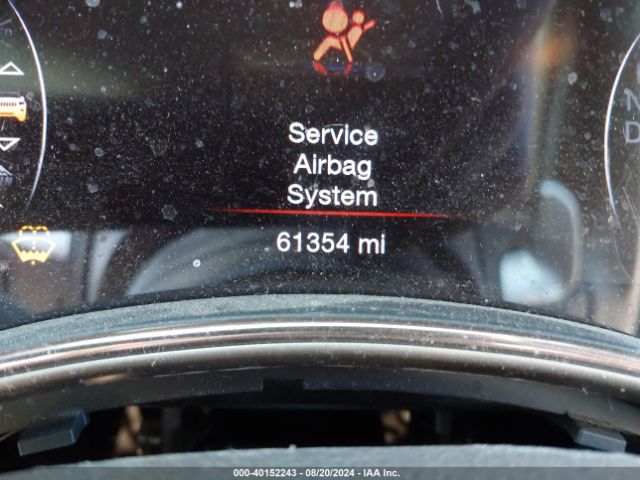 Service
Airbag
System
61354 mi
000-40152243 - 08/20/2024 - IAA Inc.